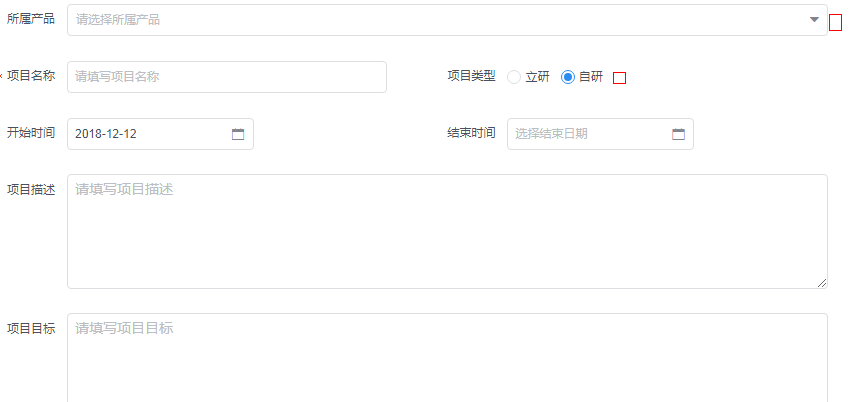 所属产品 请选择所属产品
* 项目名称 请填写项目名称 项目类型 立研 自研
开始时间 2018-12-12 结束时间 选择结束日期
项目描述 请填写项目描述
项目目标 请填写项目目标